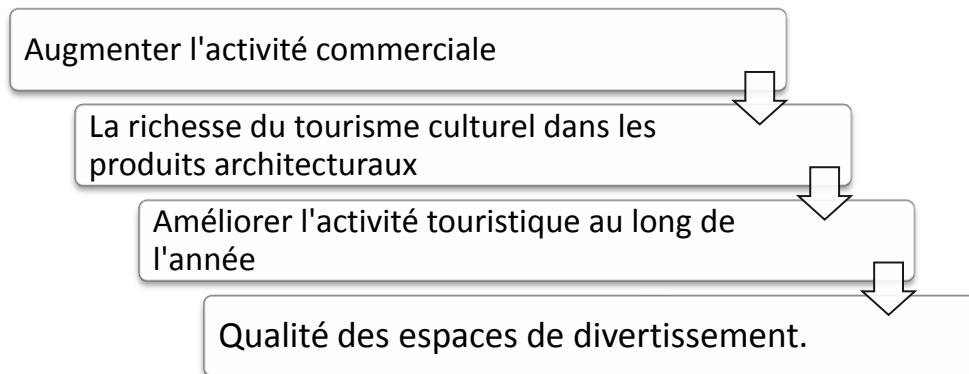 Augmenter l'activité commerciale
La richesse du tourisme culturel dans les
produits architecturaux
Améliorer l'activité touristique au long de
l'année
Qualité des espaces de divertissement.